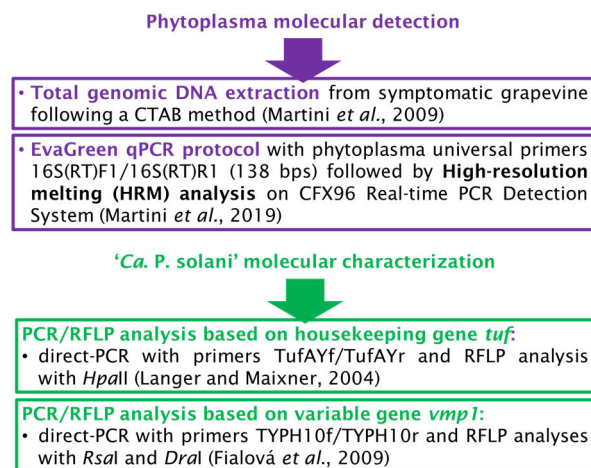 Phytoplasma molecular detection
• Total genomic DNA extraction from symptomatic grapevine
following a CTAB method (Martini et al., 2009)
• EvaGreen qPCR protocol with phytoplasma universal primers
16S(RT)F1/16S(RT)R1 (138 bps) followed by High-resolution
melting (HRM) analysis on CFX96 Real-time PCR Detection
System (Martini et al., 2019)
‘Ca. P. solani’ molecular characterization
PCR/RFLP analysis based on housekeeping gene tuf:
• direct-PCR with primers TufAYf/TufAYr and RFLP analysis
with HpaII (Langer and Maixner, 2004)
PCR/RFLP analysis based on variable gene vmp1:
• direct-PCR with primers TYPH10f/TYPH10r and RFLP analyses
with RsaI and DraI (Fialová et al., 2009)